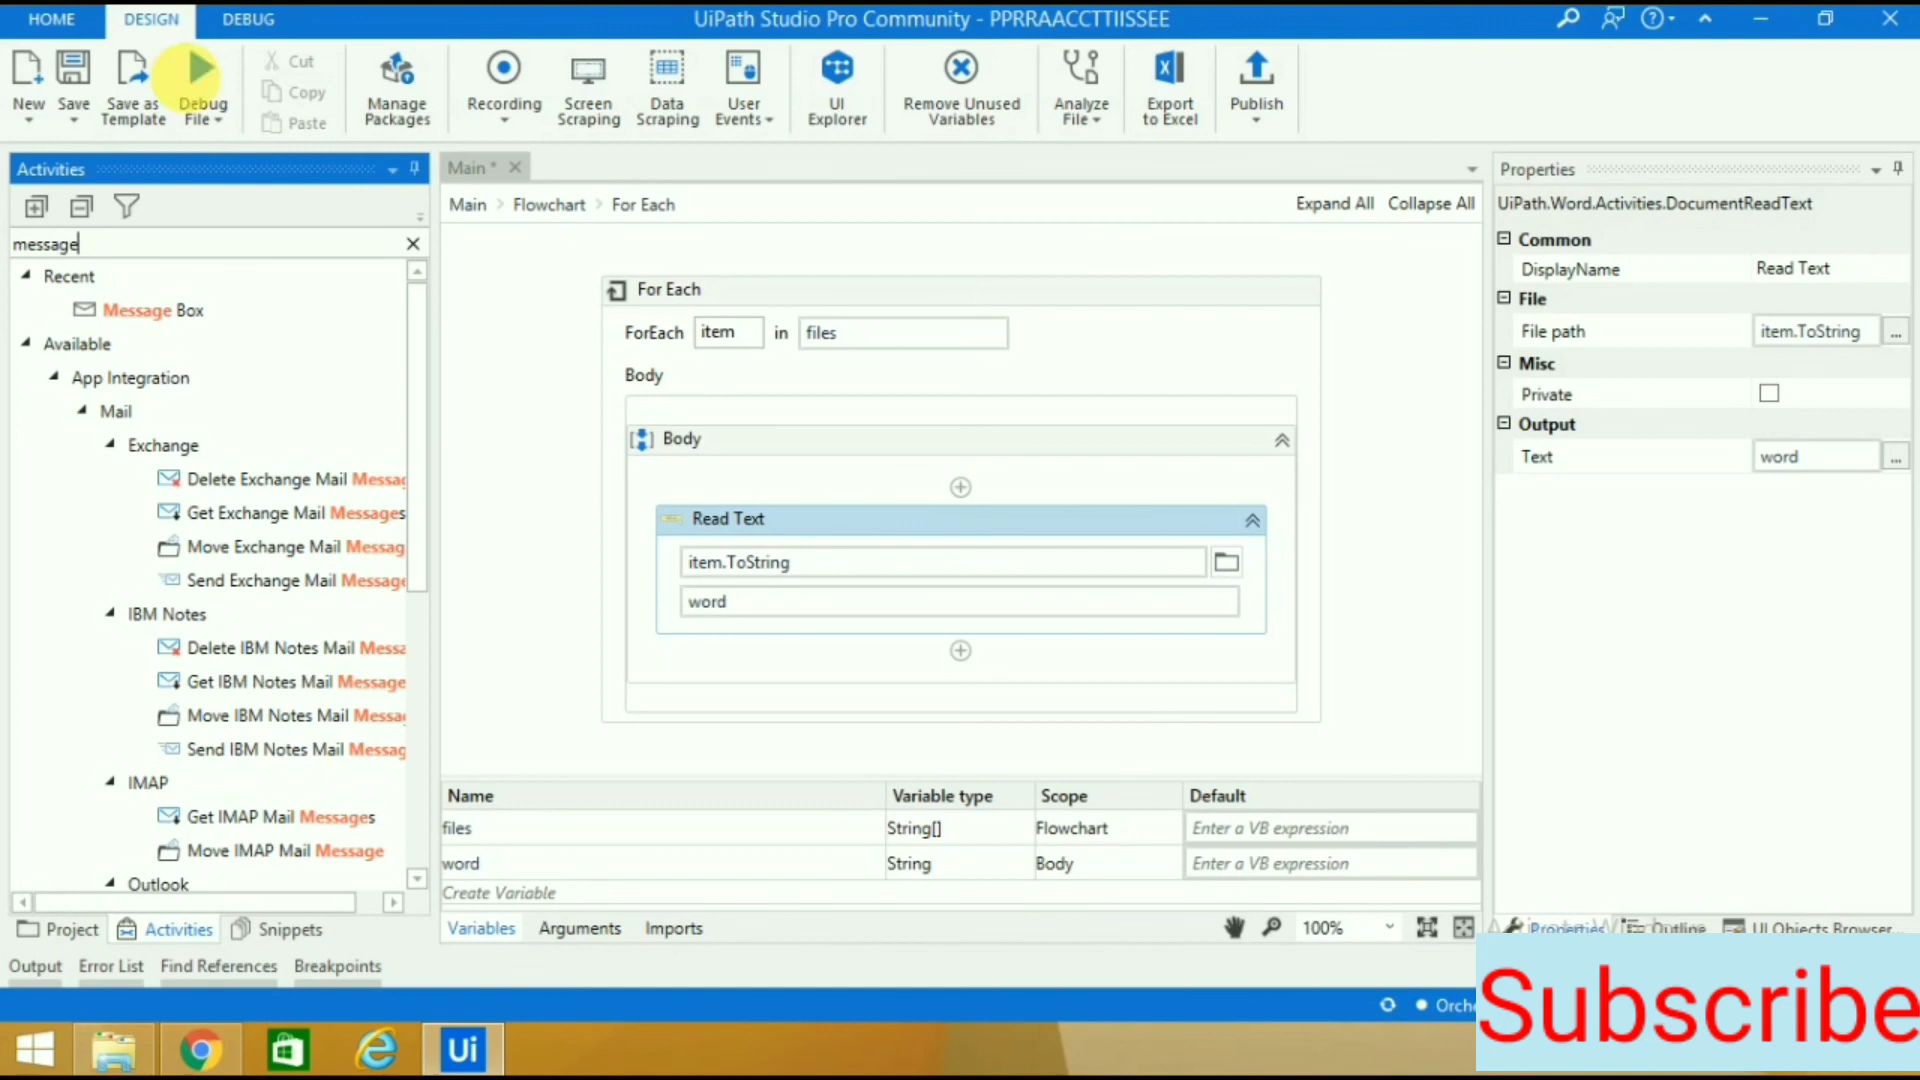 HOME
DESIGN
DEBUG
UiPath Studio Pro Community - PPRRAACCTTIISSEE
New
Save
Save as
Template
Debug
File
Cut
Copy
Paste
Manage
Packages
Recording
Screen
Scraping
Data
Scraping
User
Events
UI
Explorer
Remove Unused
Variables
Analyze
File
Export
to Excel
Publish
Activities
message
Recent
Message Box
Available
App Integration
Mail
Exchange
Delete Exchange Mail Messag
Get Exchange Mail Messages
Move Exchange Mail Messag
Send Exchange Mail Message
IBM Notes
Delete IBM Notes Mail Messa
Get IBM Notes Mail Message
Move IBM Notes Mail Messag
Send IBM Notes Mail Messag
IMAP
Get IMAP Mail Messages
Move IMAP Mail Message
Outlook
Project
Activities
Snippets
Main *
Main > Flowchart > For Each
Expand All
Collapse All
For Each
ForEach item in files
Body
Body
Read Text
item.ToString
word
Name Variable type Scope Default
files String[] Flowchart Enter a VB expression
word String Body Enter a VB expression
Create Variable
Variables
Arguments
Imports
100%
Properties
UiPath.Word.Activities.DocumentReadText
Common
DisplayName Read Text
File
File path item.ToString ...
Misc
Private
Output
Text word ...
Properties
Outline
UI Objects Browser...
Output
Error List
Find References
Breakpoints
Orche
Subscribe
Ui